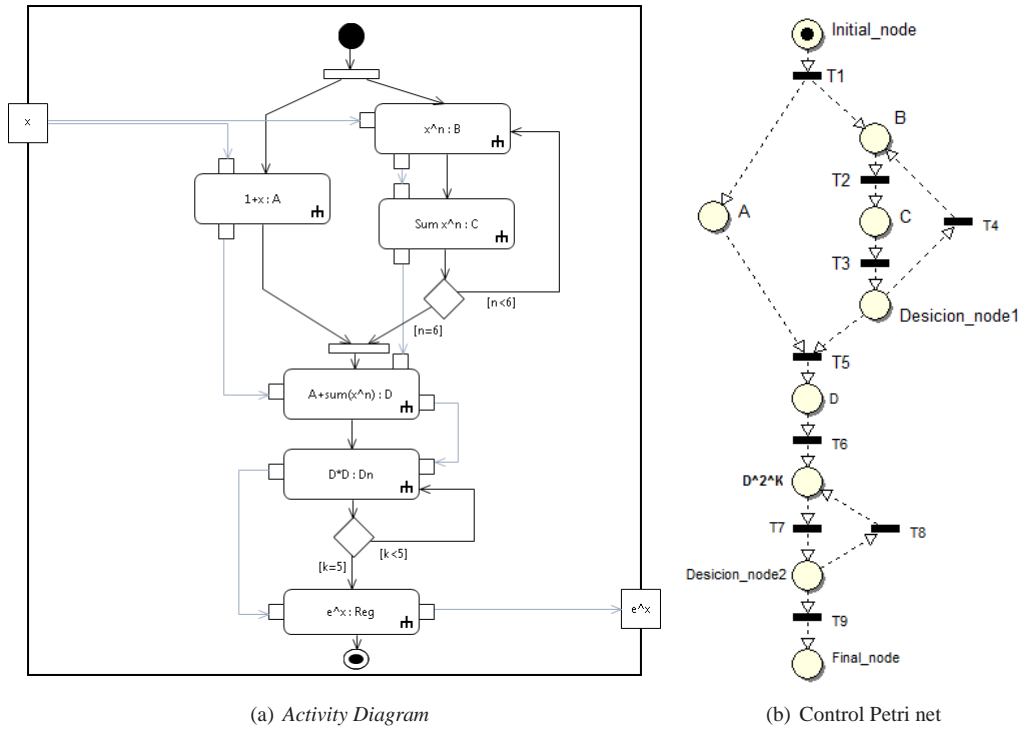 x
x^n : B
1+x : A
Sum x^n : C
[n<6]
[n=6]
A+sum(x^n) : D
D*D : Dn
[k<5]
[k=5]
e^x : Reg
e^x
(a) Activity Diagram
Initial_node
T1
B
T2
A
C
T4
T3
Desicion_node1
T5
D
T6
D^2^K
T7
T8
Desicion_node2
T9
Final_node
(b) Control Petri net